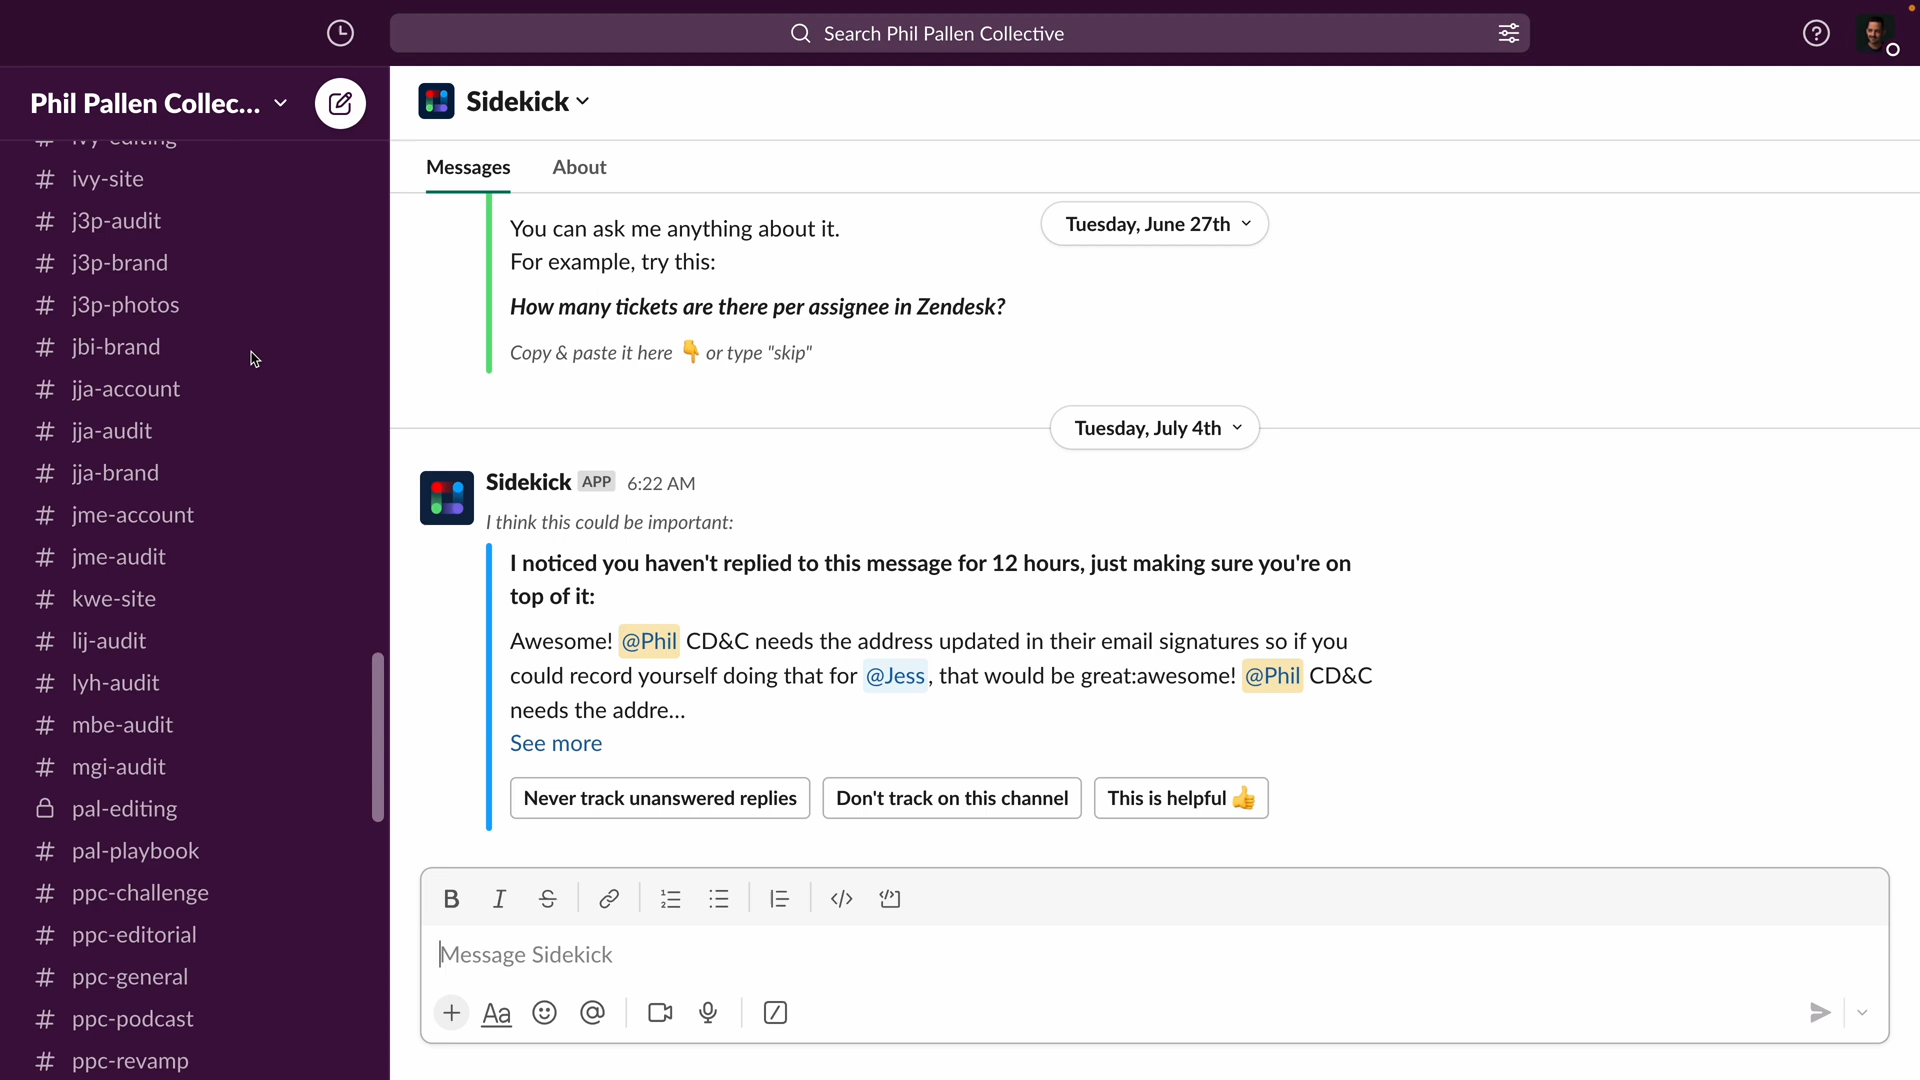 Search Phil Pallen Collective
Phil Pallen Collec...
ivy-editing
ivy-site
j3p-audit
j3p-brand
j3p-photos
jbi-brand
jja-account
jja-audit
jja-brand
jme-account
jme-audit
kwe-site
lij-audit
lyh-audit
mbe-audit
mgi-audit
pal-editing
pal-playbook
ppc-challenge
ppc-editorial
ppc-general
ppc-podcast
ppc-revamp
Sidekick
Messages About
You can ask me anything about it.
Tuesday, June 27th
For example, try this:
How many tickets are there per assignee in Zendesk?
Copy & paste it here 👇 or type "skip"
Tuesday, July 4th
Sidekick APP 6:22 AM
I think this could be important:
I noticed you haven't replied to this message for 12 hours, just making sure you're on
top of it:
Awesome! @Phil CD&C needs the address updated in their email signatures so if you
could record yourself doing that for @Jess, that would be great:awesome! @Phil CD&C
needs the addre...
See more
Never track unanswered replies Don't track on this channel This is helpful 👍
Message Sidekick